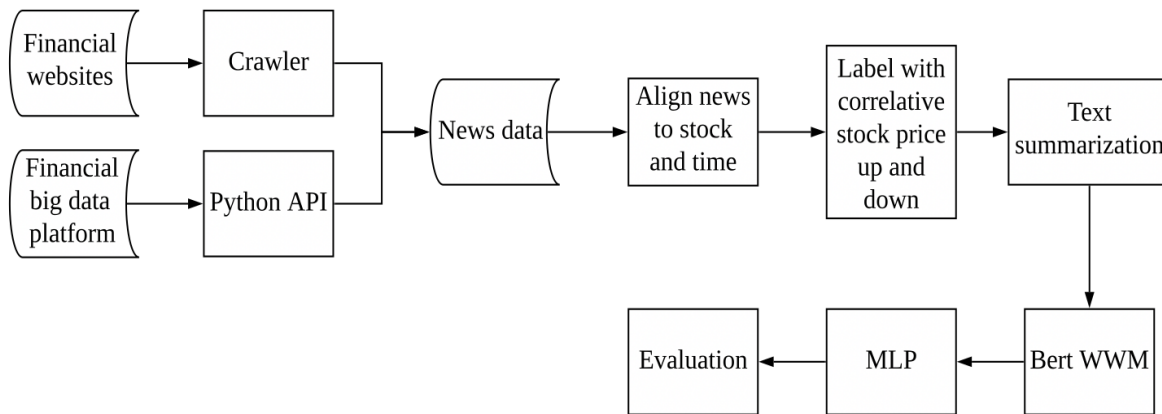 Financial
websites
Crawler
Financial
big data
platform
Python API
News data
Align news
to stock
and time
Label with
correlative
stock price
up and
down
Text
summarization
Bert WWM
MLP
Evaluation